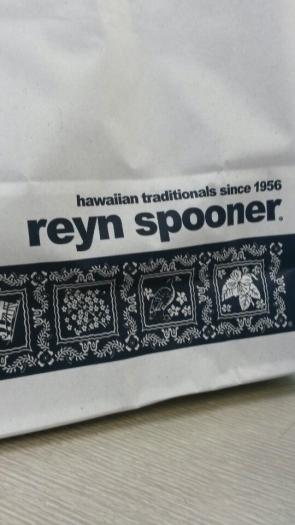 hawaiian traditionals since 1956
reyn spooner.